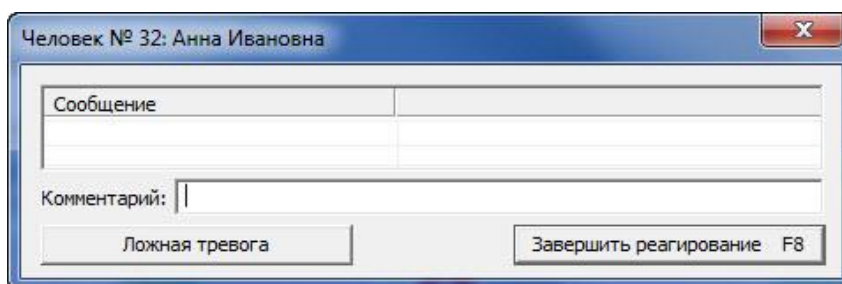 Человек № 32: Анна Ивановна
Сообщение
Комментарий:
Ложная тревога
Завершить реагирование F8